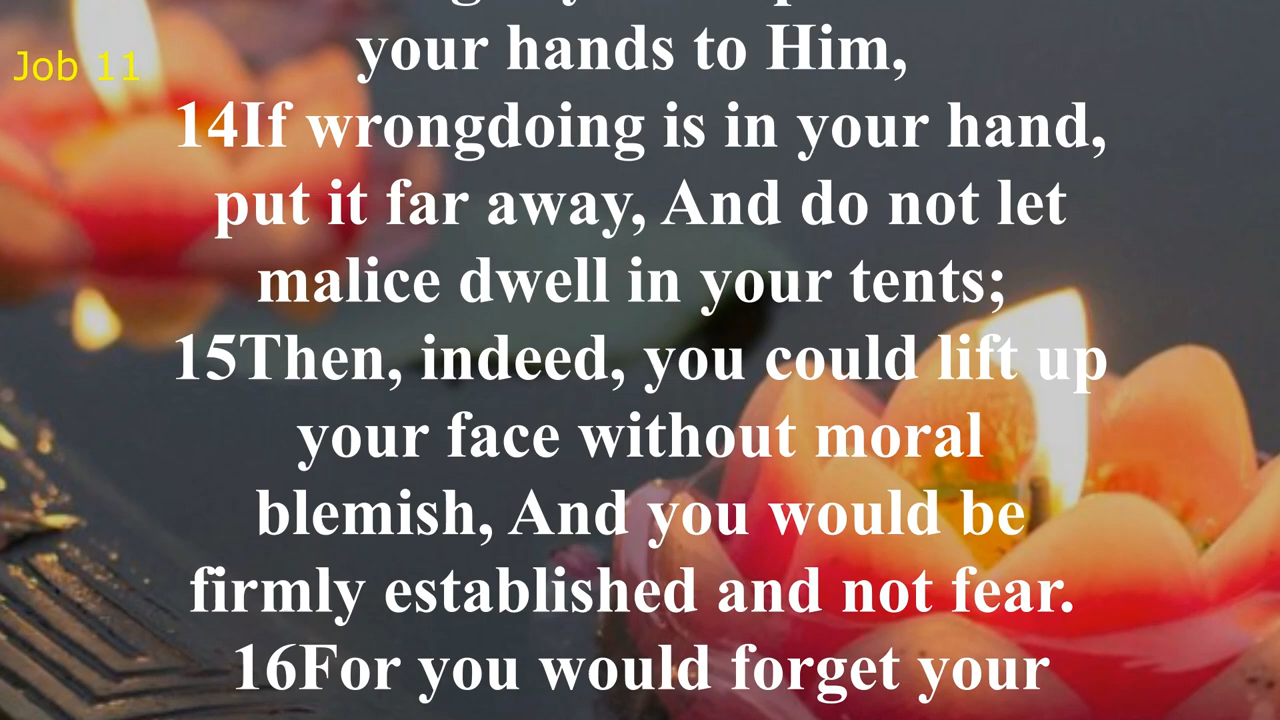 Job 11
your hands to Him,
14If wrongdoing is in your hand,
put it far away, And do not let
malice dwell in your tents;
15Then, indeed, you could lift up
your face without moral
blemish, And you would be
firmly established and not fear.
16For you would forget your